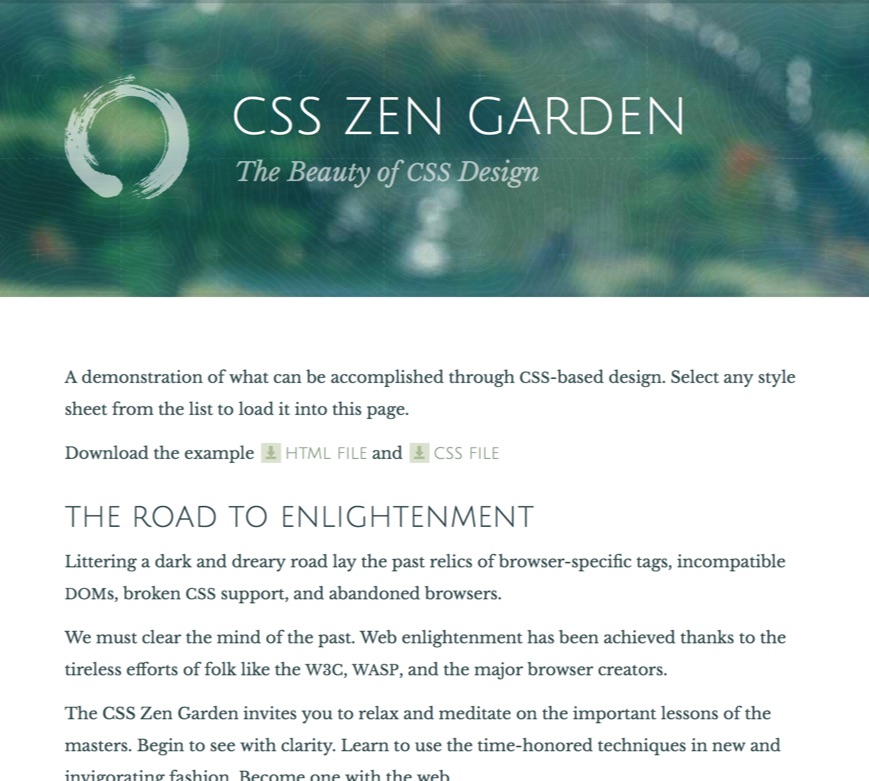 CSS ZEN GARDEN
The Beauty of CSS Design
A demonstration of what can be accomplished through CSS-based design. Select any style
sheet from the list to load it into this page.
Download the example HTML FILE and CSS FILE
THE ROAD TO ENLIGHTENMENT
Littering a dark and dreary road lay the past relics of browser-specific tags, incompatible
DOMs, broken CSS support, and abandoned browsers.
We must clear the mind of the past. Web enlightenment has been achieved thanks to the
tireless efforts of folk like the W3C, WASP, and the major browser creators.
The CSS Zen Garden invites you to relax and meditate on the important lessons of the
masters. Begin to see with clarity. Learn to use the time-honored techniques in new and
invigorating fashion. Become one with the web.